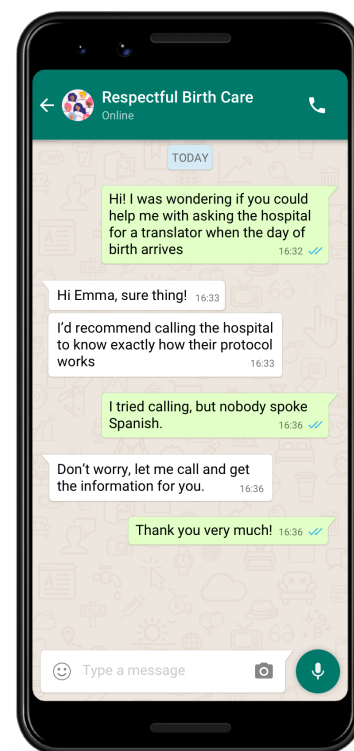 Respectful Birth Care
Online
TODAY
Hi! I was wondering if you could
help me with asking the hospital
for a translator when the day of
birth arrives
16:32
Hi Emma, sure thing! 16:33
I'd recommend calling the hospital
to know exactly how their protocol
works
16:33
I tried calling, but nobody spoke
Spanish.
16:36
Don't worry, let me call and get
the information for you. 16:36
Thank you very much! 16:36
Type a message